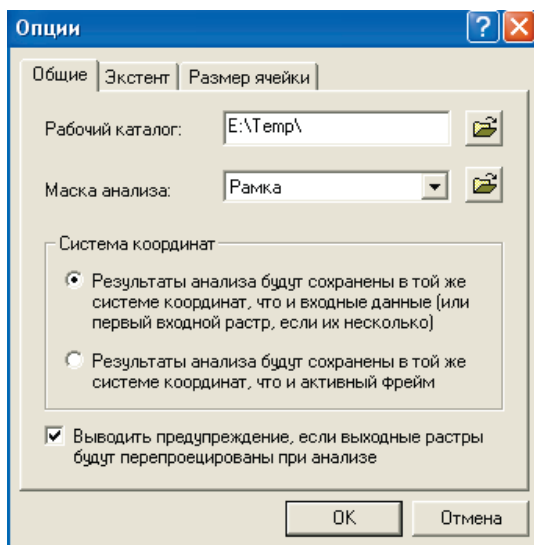 Опции
Общие Экстент Размер ячейки
Рабочий каталог: E:\Temp\
Маска анализа: Рамка
Система координат
Результаты анализа будут сохранены в той же
системе координат, что и входные данные (или
первый входной растр, если их несколько)
Результаты анализа будут сохранены в той же
системе координат, что и активный фрейм
Выводить предупреждение, если выходные растры
будут перепроецированы при анализе
OK Отмена